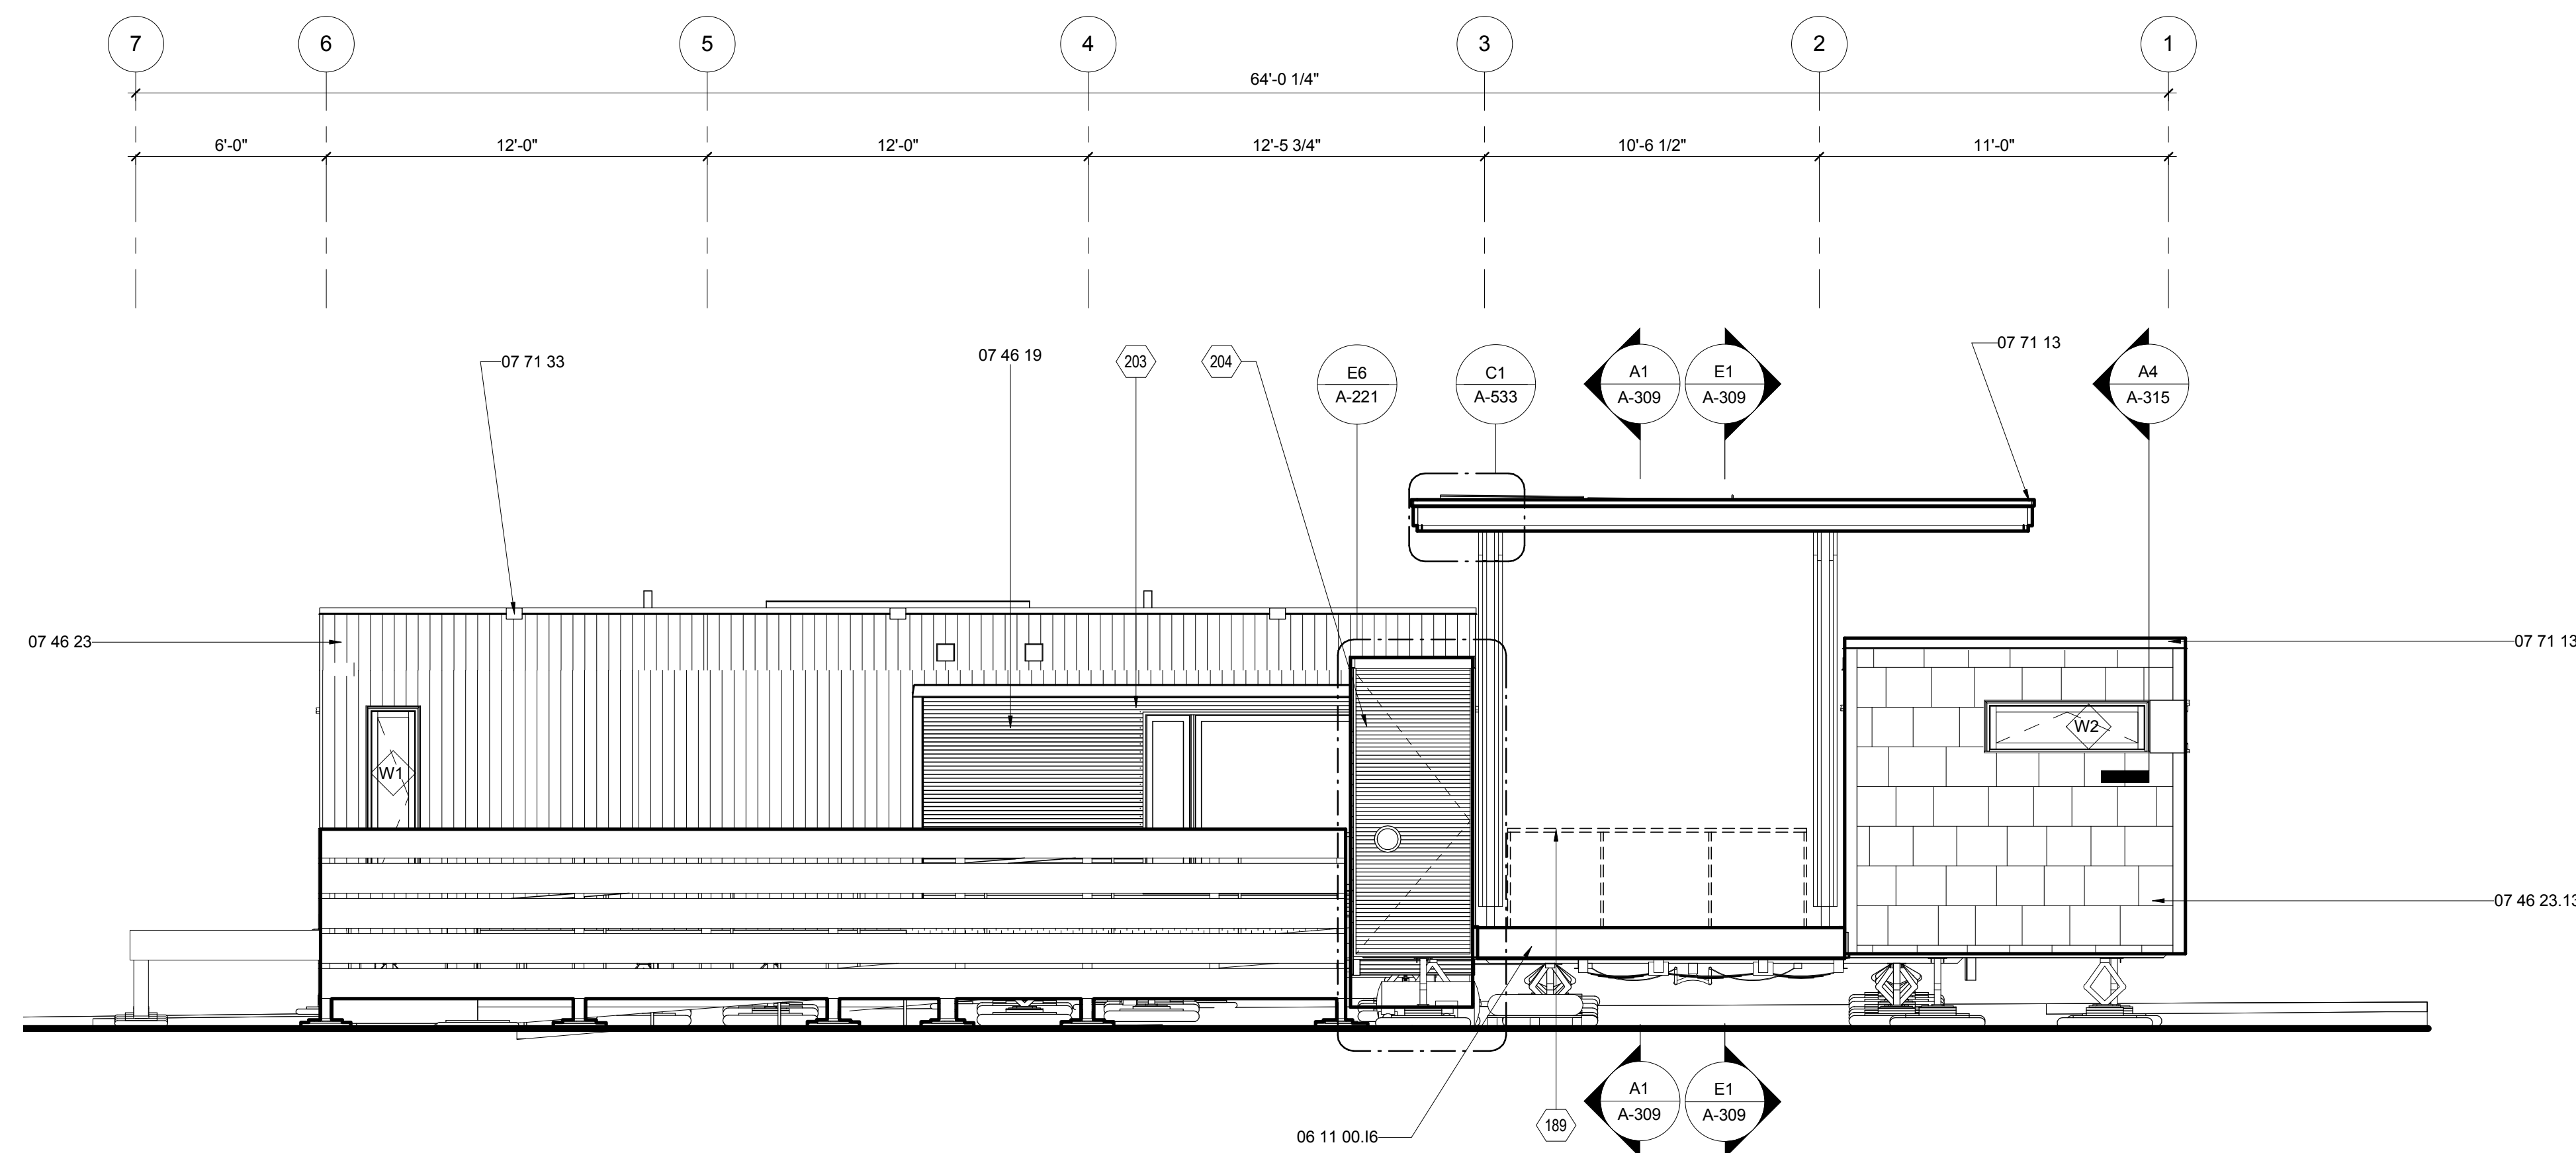 7 6 5 4 3 2 1
64'-0 1/4"
6'-0" 12'-0" 12'-0" 12'-5 3/4" 10'-6 1/2" 11'-0"
07 71 33
07 46 19
203
204
E6
A-221
C1
A-533
A1
A-309
E1
A-309
07 71 13
A4
A-315
07 46 23
07 71 13
W1
W2
07 46 23.13
06 11 00.I6
189
A1
A-309
E1
A-309